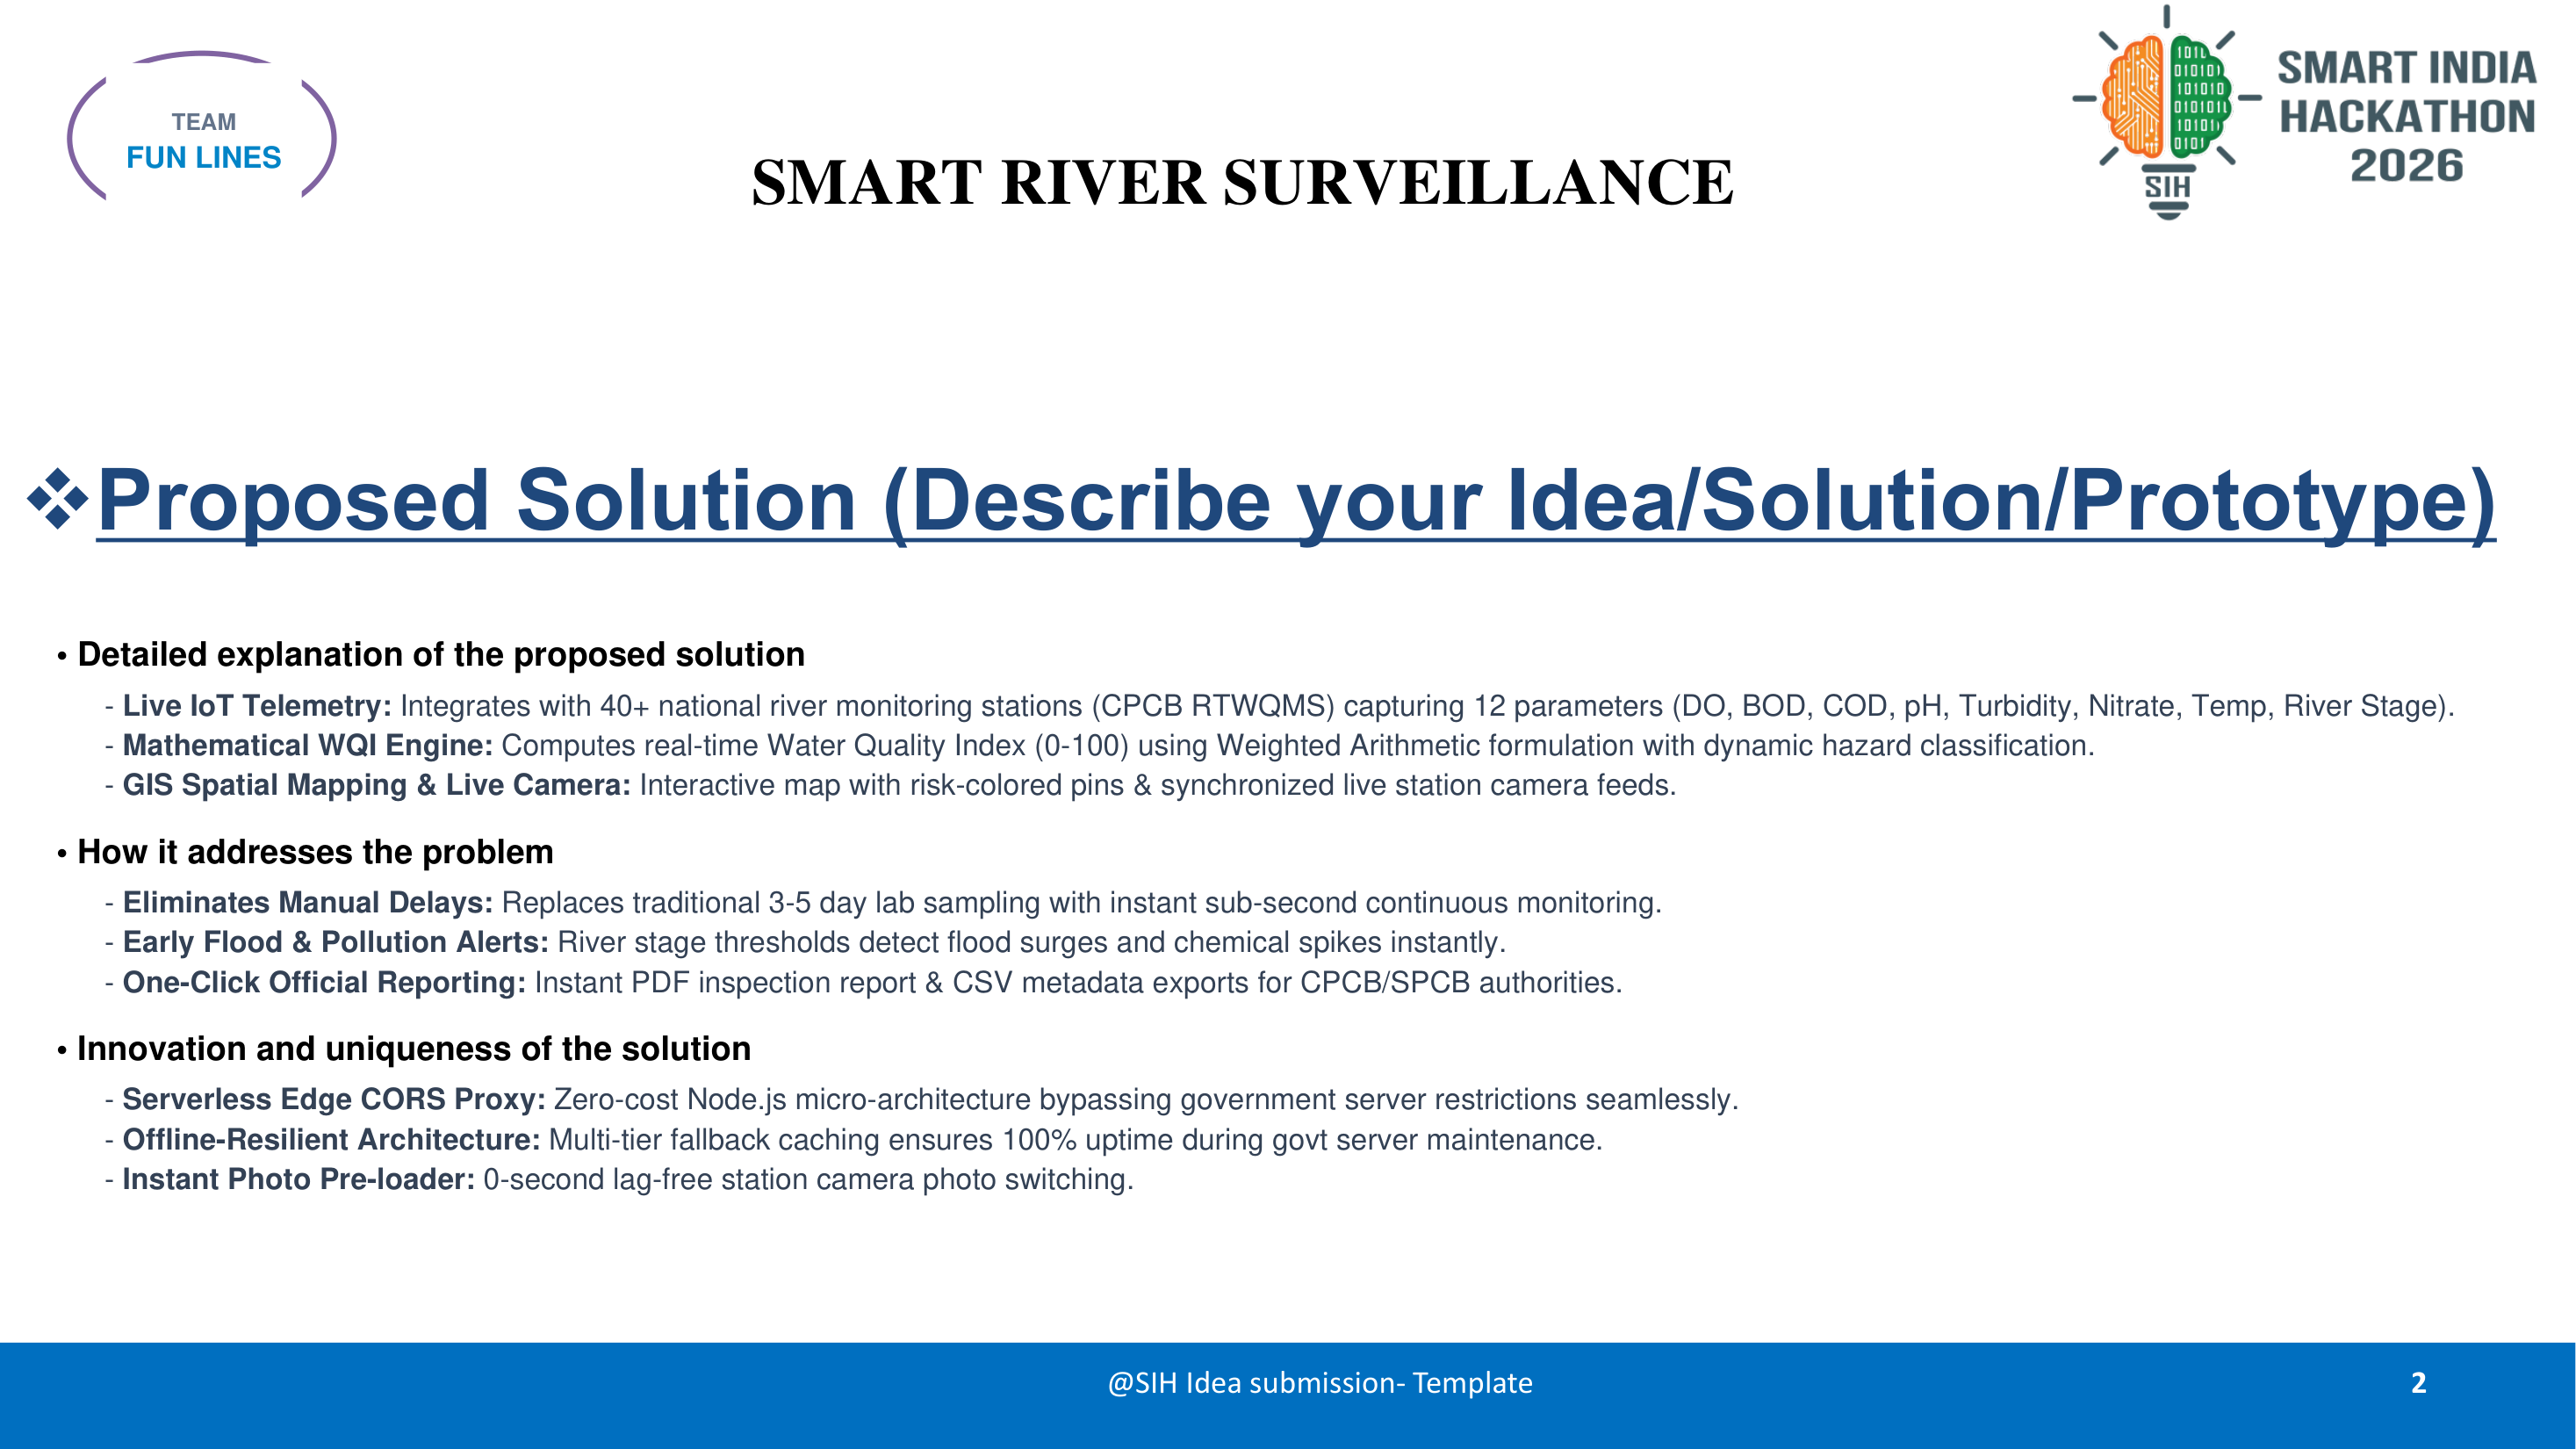 TEAM
FUN LINES
SMART RIVER SURVEILLANCE
SMART INDIA
HACKATHON
2026
SIH
❖Proposed Solution (Describe your Idea/Solution/Prototype)
• Detailed explanation of the proposed solution
- Live IoT Telemetry: Integrates with 40+ national river monitoring stations (CPCB RTWQMS) capturing 12 parameters (DO, BOD, COD, pH, Turbidity, Nitrate, Temp, River Stage).
- Mathematical WQI Engine: Computes real-time Water Quality Index (0-100) using Weighted Arithmetic formulation with dynamic hazard classification.
- GIS Spatial Mapping & Live Camera: Interactive map with risk-colored pins & synchronized live station camera feeds.
• How it addresses the problem
- Eliminates Manual Delays: Replaces traditional 3-5 day lab sampling with instant sub-second continuous monitoring.
- Early Flood & Pollution Alerts: River stage thresholds detect flood surges and chemical spikes instantly.
- One-Click Official Reporting: Instant PDF inspection report & CSV metadata exports for CPCB/SPCB authorities.
• Innovation and uniqueness of the solution
- Serverless Edge CORS Proxy: Zero-cost Node.js micro-architecture bypassing government server restrictions seamlessly.
- Offline-Resilient Architecture: Multi-tier fallback caching ensures 100% uptime during govt server maintenance.
- Instant Photo Pre-loader: 0-second lag-free station camera photo switching.
@SIH Idea submission- Template
2